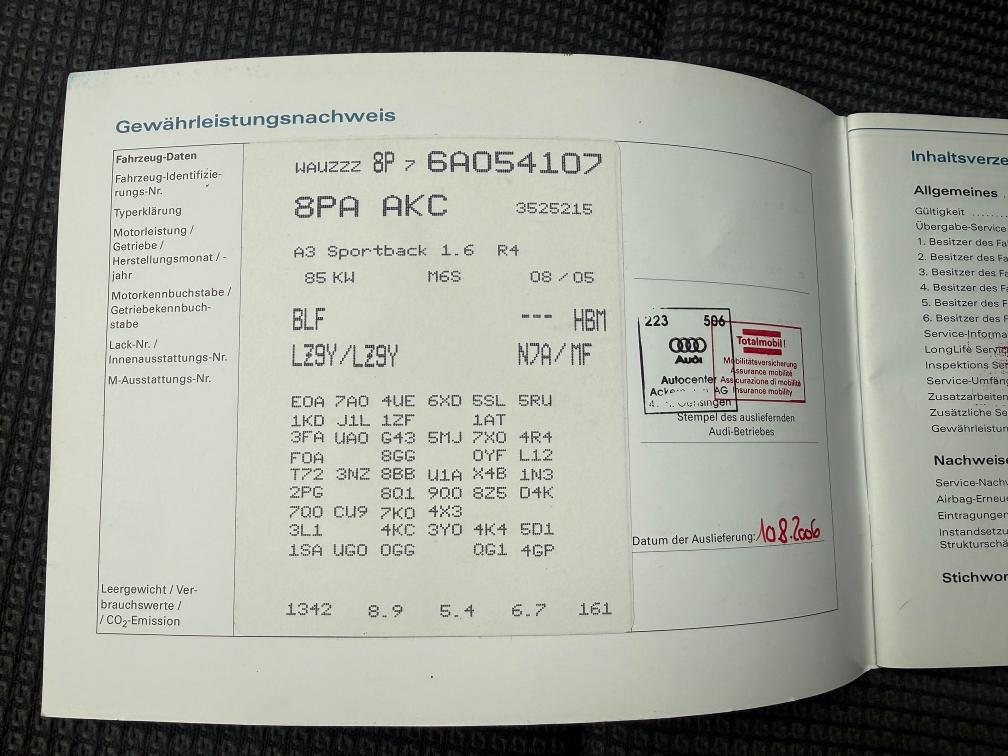 Gewährleistungsnachweis
Fahrzeug-Daten
Fahrzeug-Identifizie-
rungs-Nr.
Typerklärung
Motorleistung /
Getriebe /
Herstellungsmonat / -
jahr
Motorkennbuchstabe /
Getriebekennbuch-
stabe
Lack-Nr. /
Innenausstattungs-Nr.
M-Ausstattungs-Nr.
Leergewicht / Ver-
brauchswerte /
/ CO2-Emission
WAUZZZ 8P 7 6A054107
8PA AKC 3525215
A3 Sportback 1.6 R4
85 KW M6S 08 / 05
BLF --- HBM
LZ9Y/LZ9Y N7A/MF
E0A 7A0 4UE 6XD 5SL 5RU
1KD J1L 1ZF 1AT
3FA UA0 G43 5MJ 7X0 4R4
F0A 8GG 0YF L12
T72 3NZ 8BB U1A X4B 1N3
2PG 8Q1 9Q0 8Z5 D4K
7Q0 CU9 7K0 4X3
3L1 4KC 3Y0 4K4 5D1
1SA UG0 0GG QG1 4GP
1342 8.9 5.4 6.7 161
223 506
Audi
Autocenter
AG
Totalmobil!
Mobilitätsversicherung
Assurance mobilité
Assicurazione di mobilità
Insurance mobility
Stempel des ausliefernden
Audi-Betriebes
Datum der Auslieferung: 10.8.2006
Inhaltsverze
Allgemeines
Gültigkeit ........
Übergabe-Service
1. Besitzer des Fa
2. Besitzer des Fa
3. Besitzer des Fa
4. Besitzer des Fa
5. Besitzer des F
6. Besitzer des F
Service-Informa
LongLife Servic
Inspektions Se
Service-Umfäng
Zusatzarbeiten
Zusätzliche Se
Gewährleistun
Nachweise
Service-Nachw
Airbag-Erneue
Eintragungen
Instandsetzu
Strukturschä
Stichwor